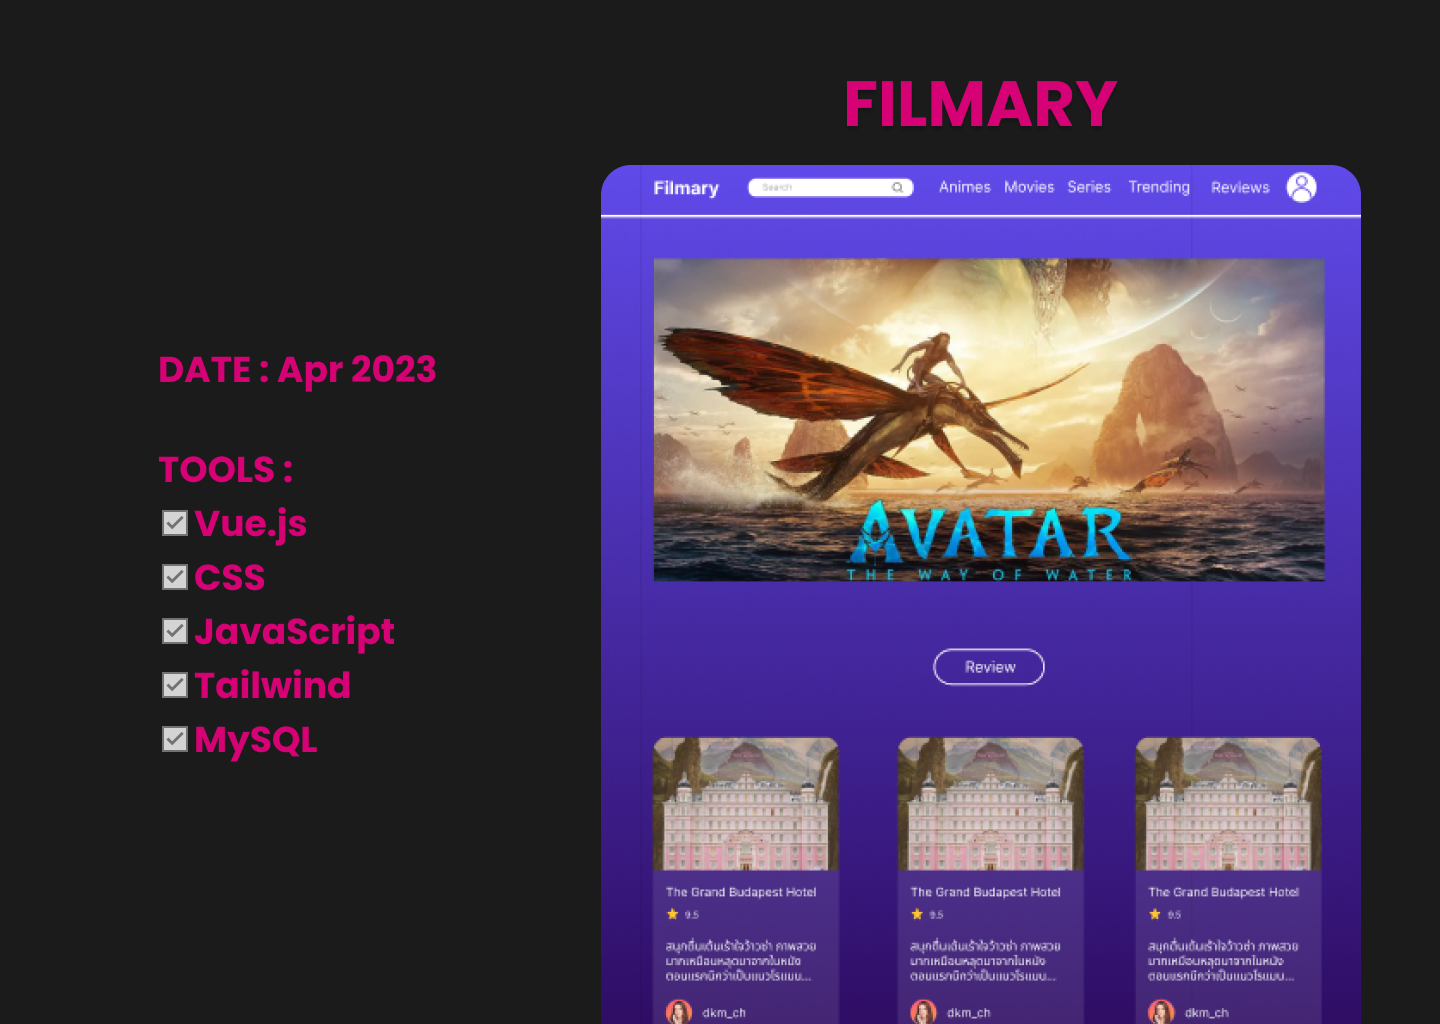 FILMARY
DATE : Apr 2023
TOOLS :
Vue.js
CSS
JavaScript
Tailwind
MySQL
Filmary
Search
Animes Movies Series Trending Reviews
AVATAR
THE WAY OF WATER
Review
The Grand Budapest Hotel
9.5
สนุกตื่นเต้นเร้าใจว้าวซ่า ภาพสวย
มากเหมือนหลุดมาจากในหนัง
ตอนแรกนึกว่าเป็นแนวโรแมน...
dkm_ch
The Grand Budapest Hotel
9.5
สนุกตื่นเต้นเร้าใจว้าวซ่า ภาพสวย
มากเหมือนหลุดมาจากในหนัง
ตอนแรกนึกว่าเป็นแนวโรแมน...
dkm_ch
The Grand Budapest Hotel
9.5
สนุกตื่นเต้นเร้าใจว้าวซ่า ภาพสวย
มากเหมือนหลุดมาจากในหนัง
ตอนแรกนึกว่าเป็นแนวโรแมน...
dkm_ch